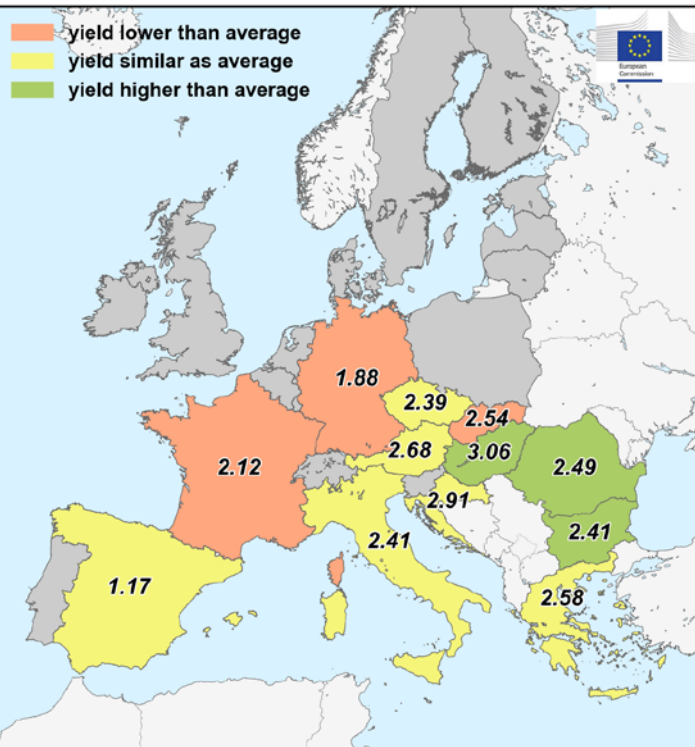 yield lower than average
yield similar as average
yield higher than average
European
Commission
1.88
2.39
2.54
2.68
3.06
2.12
2.49
2.91
2.41
2.41
1.17
2.58